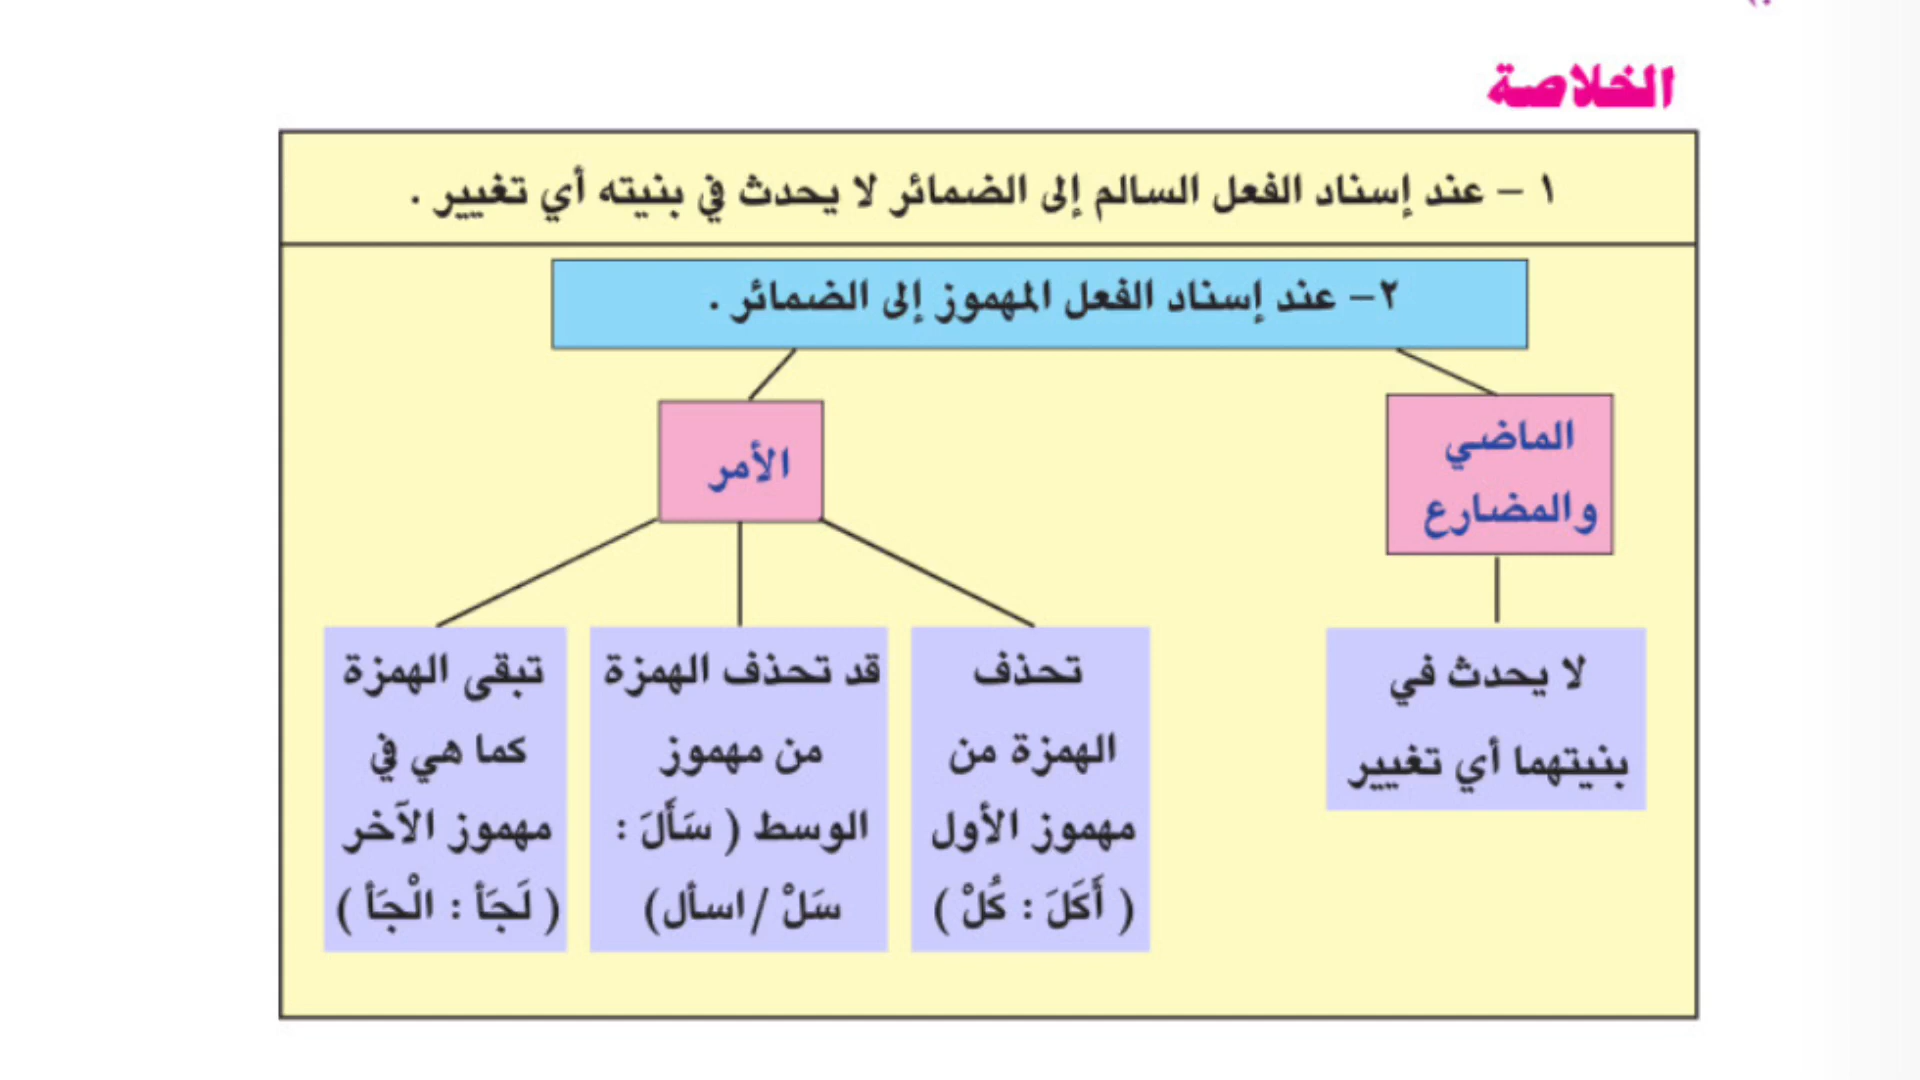 الخلاصة
١ – عند إسناد الفعل السالم إلى الضمائر لا يحدث في بنيته أي تغيير .
٢– عند إسناد الفعل المهموز إلى الضمائر .
الماضي
والمضارع
لا يحدث في
بنيتهما أي تغيير
الأمر
تحذف
الهمزة من
مهموز الأول
( أَكَلَ : كُلْ )
قد تحذف الهمزة
من مهموز
الوسط ( سَأَلَ :
سَلْ / اسأل)
تبقى الهمزة
كما هي في
مهموز الآخر
( لَجَأ : الْجَأ )